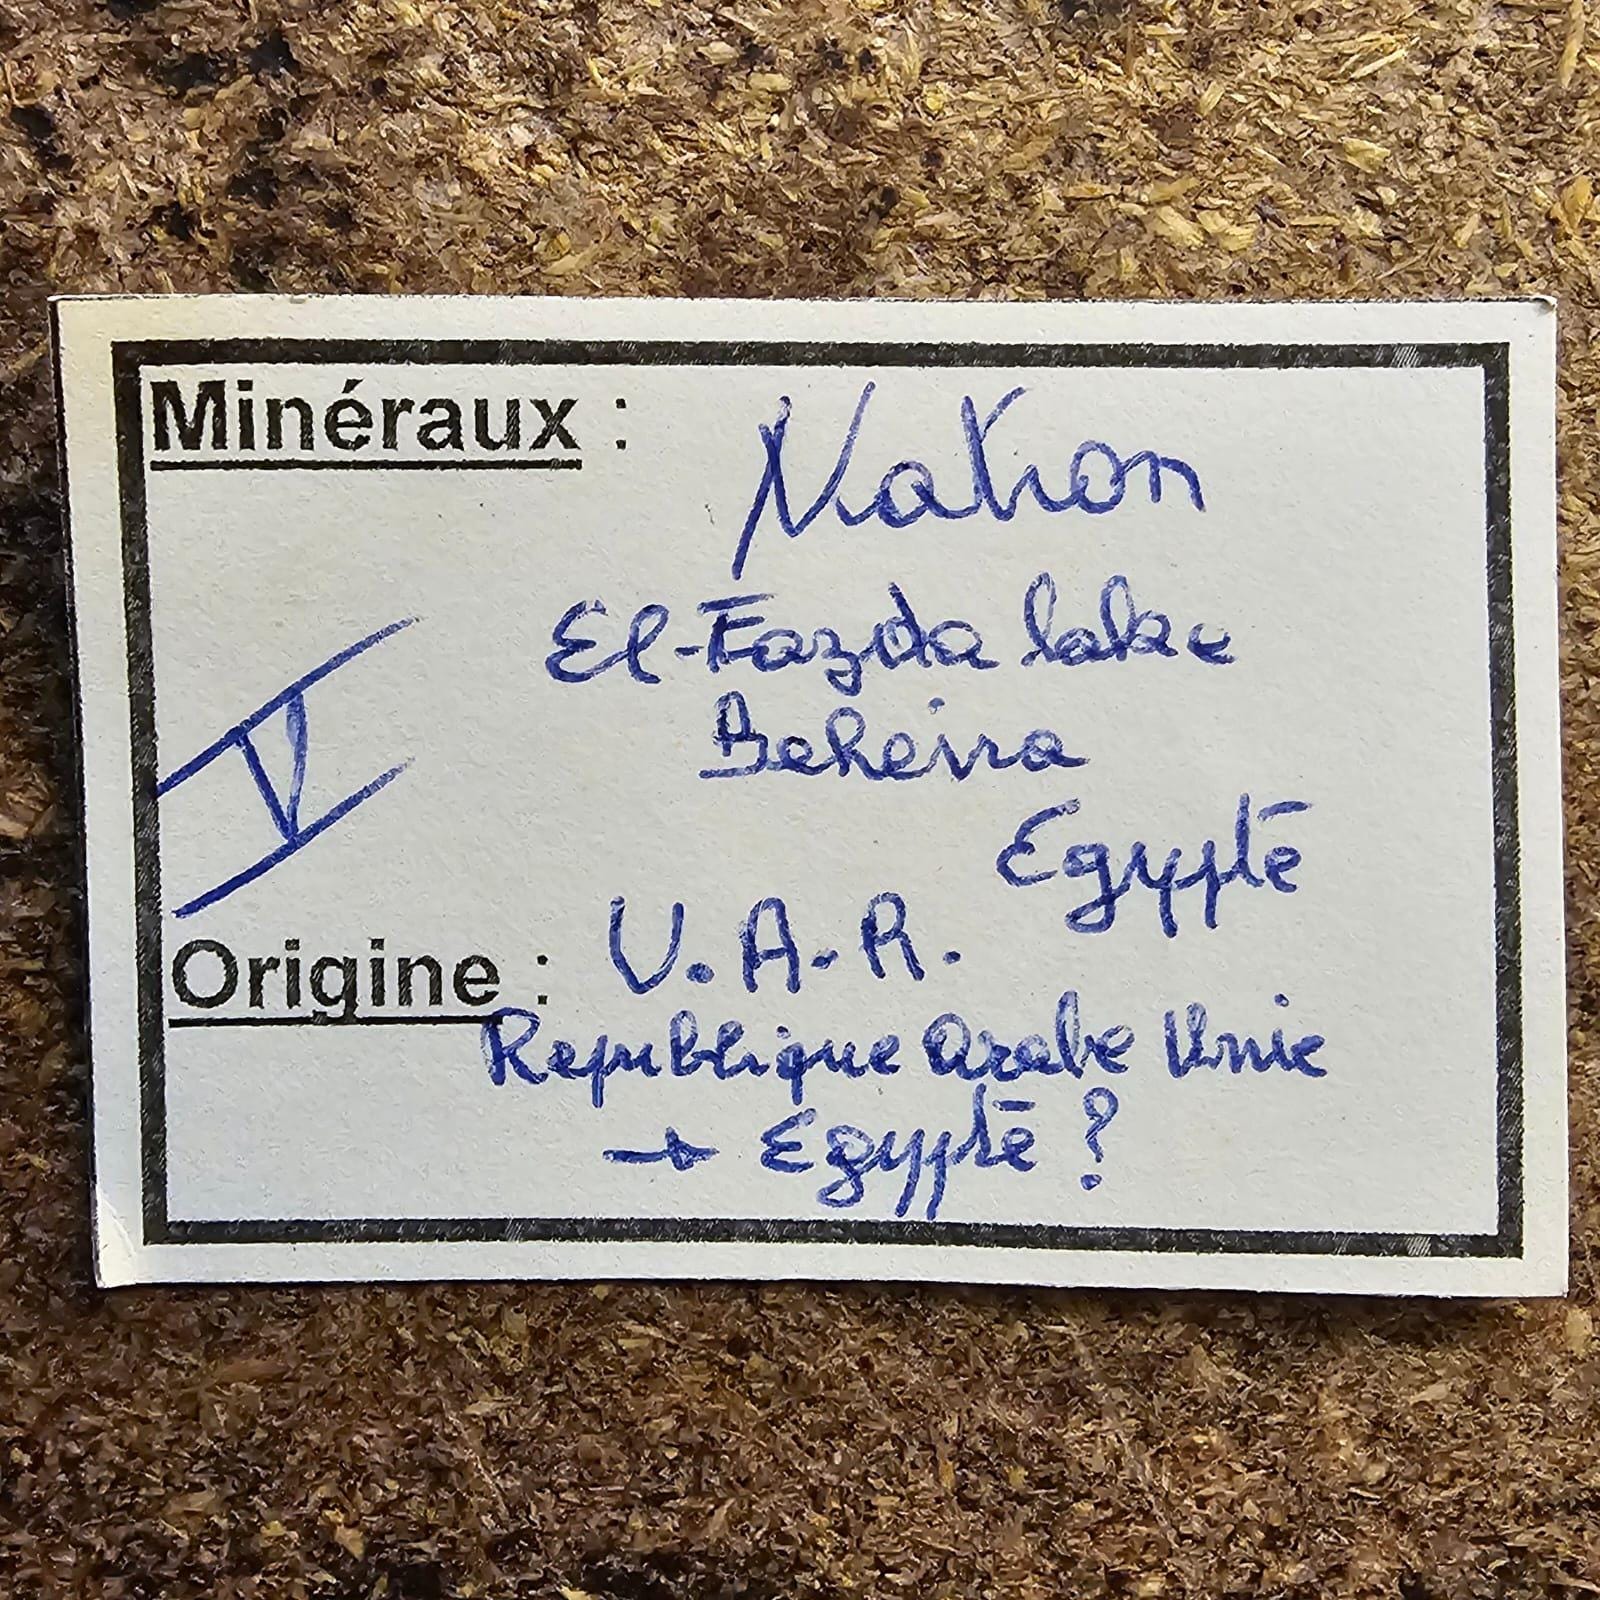 Minéraux : Natron
El-Fazda lake
Beheira
Egypte
V
Origine : U.A.R.
Republique Arabe Unie
→ Egypte ?